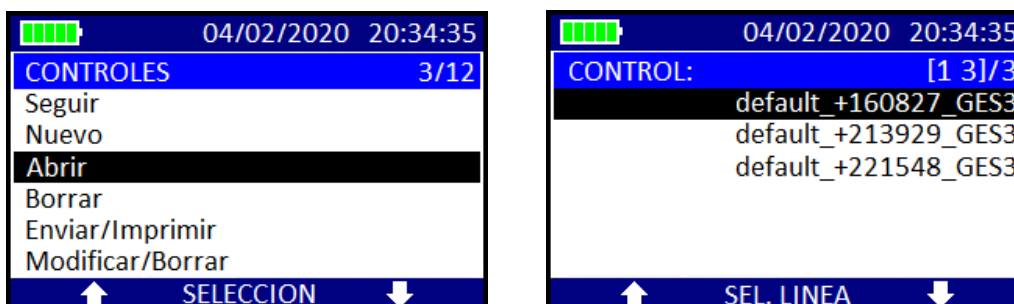 04/02/2020 20:34:35
CONTROLES 3/12
Seguir
Nuevo
Abrir
Borrar
Enviar/Imprimir
Modificar/Borrar
SELECCION
04/02/2020 20:34:35
CONTROL: [1 3]/3
default_+160827_GES3
default_+213929_GES3
default_+221548_GES3
SEL. LINEA